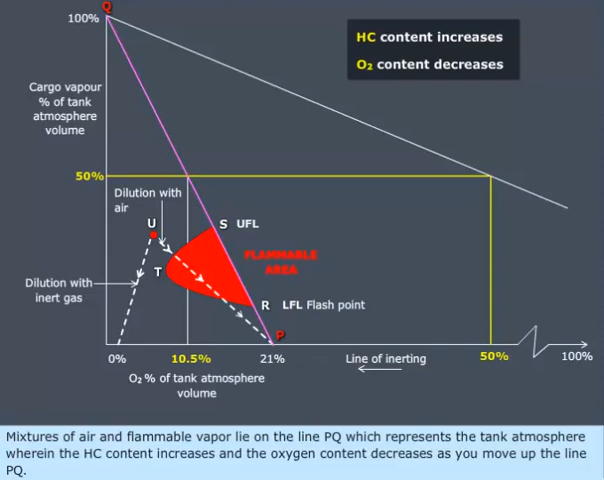 Q
100%
HC content increases
O₂ content decreases
Cargo vapour
% of tank
atmosphere
volume
50%
Dilution with
air
U
S UFL
FLAMMABLE
AREA
T
Dilution with
inert gas
R LFL Flash point
P
0%
10.5%
21%
Line of inerting
50%
100%
O₂ % of tank atmosphere
volume
Mixtures of air and flammable vapor lie on the line PQ which represents the tank atmosphere
wherein the HC content increases and the oxygen content decreases as you move up the line
PQ.